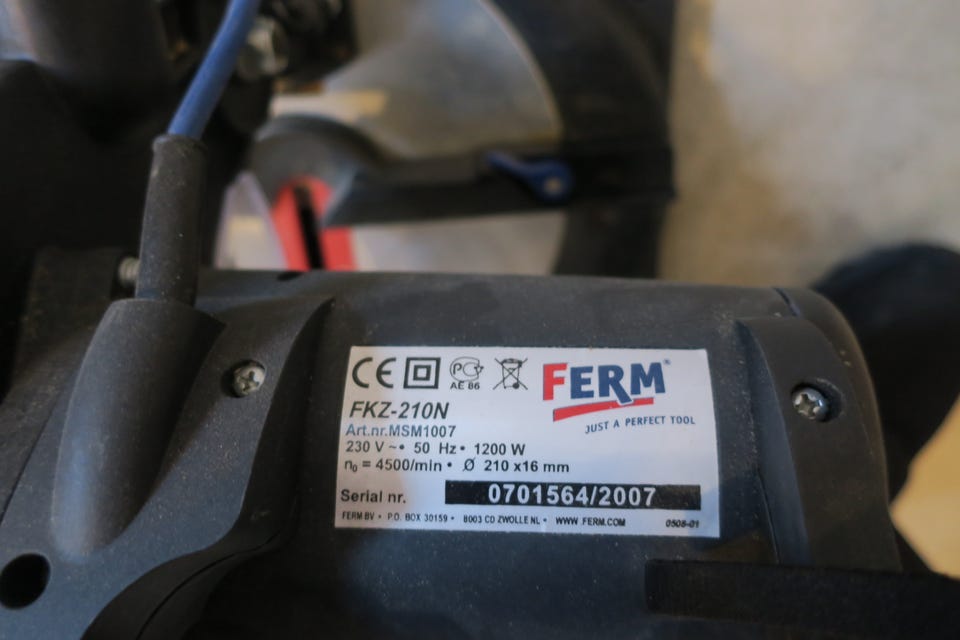 CE PC AE 86
FERM®
JUST A PERFECT TOOL
FKZ-210N
Art.nr.MSM1007
230 V ~ • 50 Hz • 1200 W
n₀ = 4500/min • Ø 210 x16 mm
Serial nr. 0701564/2007
FERM BV • P.O. BOX 30159 • 8003 CD ZWOLLE NL • WWW.FERM.COM 0508-01